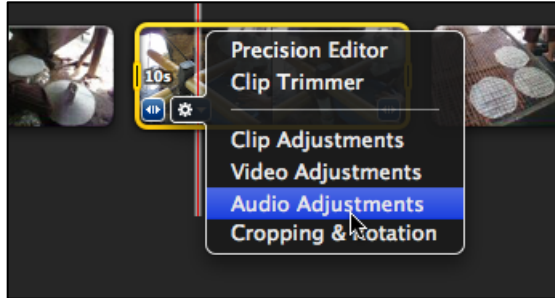 Precision Editor
Clip Trimmer
10s
Clip Adjustments
Video Adjustments
Audio Adjustments
Cropping & Rotation